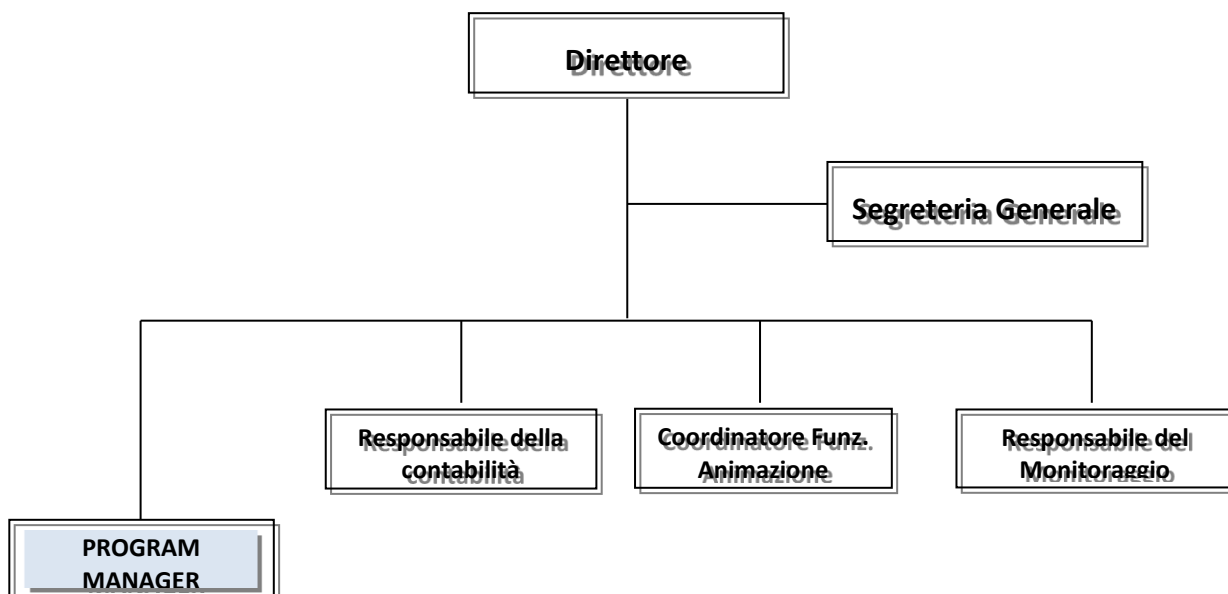 Direttore
Segreteria Generale
Responsabile della
contabilità
Coordinatore Funz.
Animazione
Responsabile del
Monitoraggio
PROGRAM
MANAGER